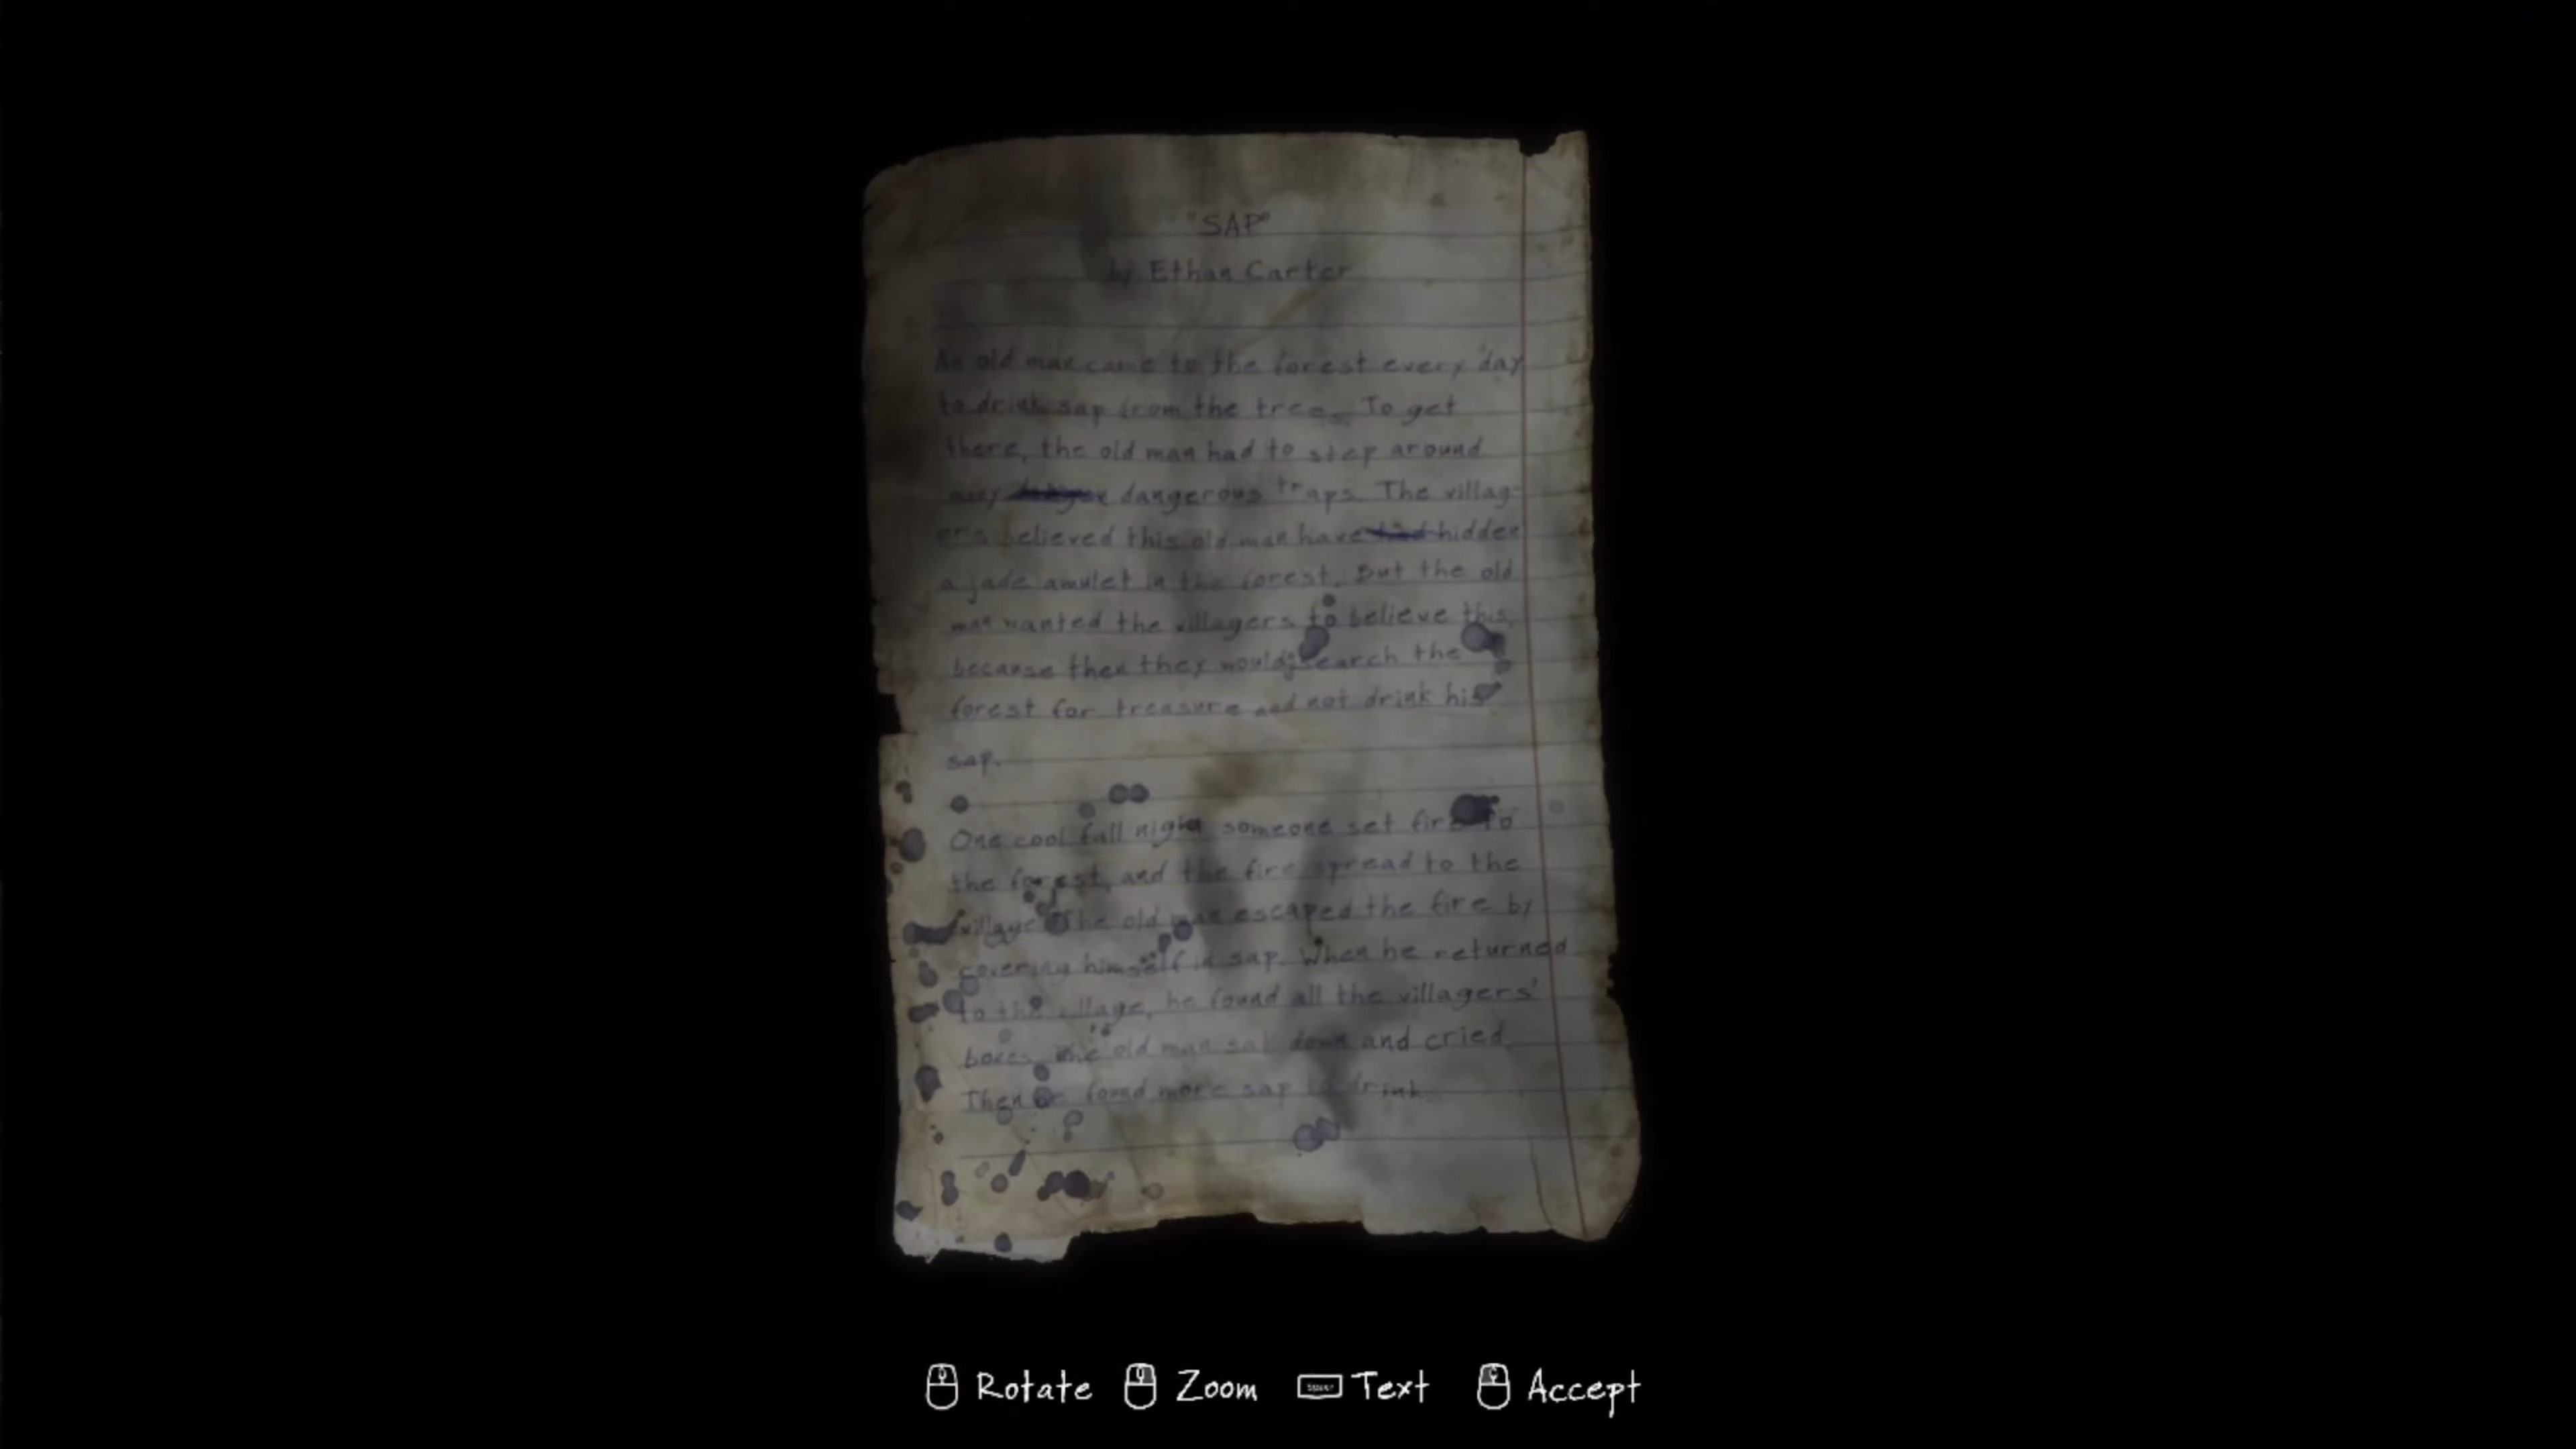 "SAP"
by Ethan Carter
An old man came to the forest every day
to drink sap from the trees. To get
there, the old man had to step around
many dangerous traps. The villag-
ers believed this old man have had hidden
a jade amulet in the forest. But the old
man wanted the villagers to believe this,
because then they would search the
forest for treasure and not drink his
sap.
One cool fall night someone set fire to
the forest, and the fire spread to the
village. The old man escaped the fire by
covering himself in sap. When he returned
to the village, he found all the villagers'
bones. The old man sat down and cried.
Then he found more sap to drink.
Rotate Zoom Text Accept